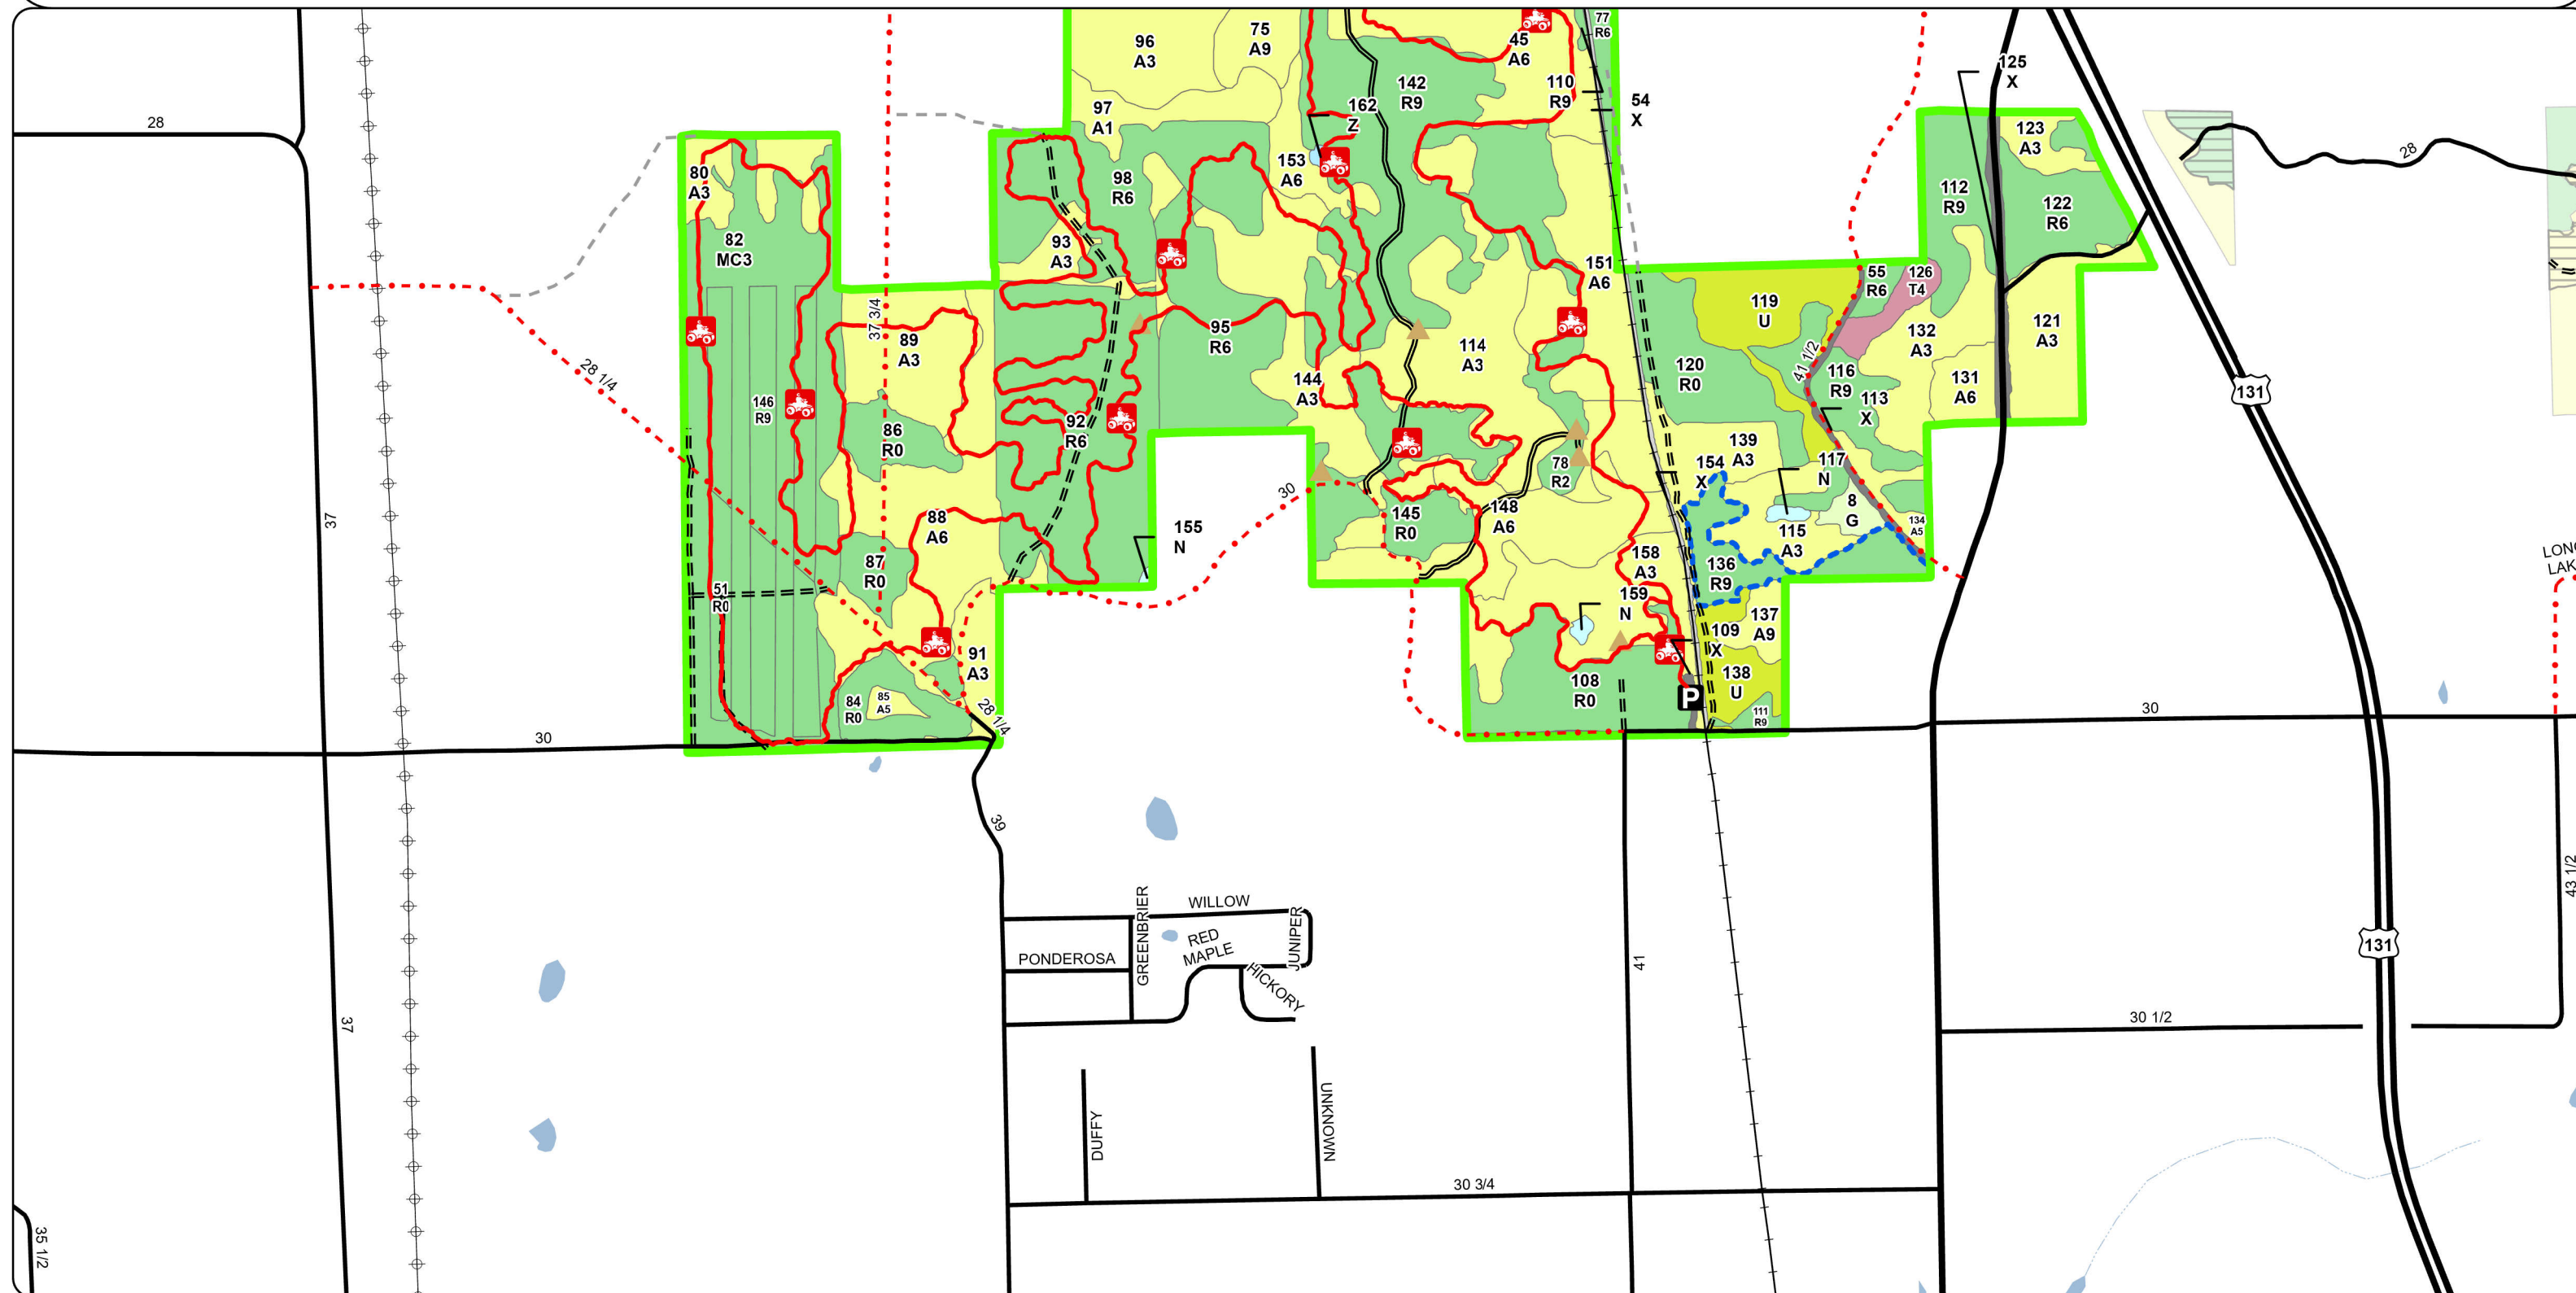 96
A3
75
A9
45
A6
77
R6
125
X
142
R9
110
R9
54
X
97
A1
162
Z
28
123
A3
28
153
A6
80
A3
98
R6
112
R9
122
R6
82
MC3
93
A3
151
A6
55
R6
126
T4
119
U
37 3/4
89
A3
95
R6
114
A3
132
A3
121
A3
28 1/4
41 1/2
120
R0
116
R9
131
A6
131
144
A3
146
R9
113
X
92
R6
86
R0
139
A3
78
R2
154
X
117
N
30
37
88
A6
145
R0
148
A6
8
G
134
A5
155
N
115
A3
158
A3
LONG
LAK
87
R0
136
R9
51
R0
159
N
137
A9
109
X
91
A3
138
U
108
R0
84
R0
85
A5
P
111
R9
28 1/4
30
30
39
43 1/2
WILLOW
GREENBRIER
RED
MAPLE
JUNIPER
PONDEROSA
HICKORY
131
41
37
30 1/2
DUFFY
UNKNOWN
30 3/4
35 1/2